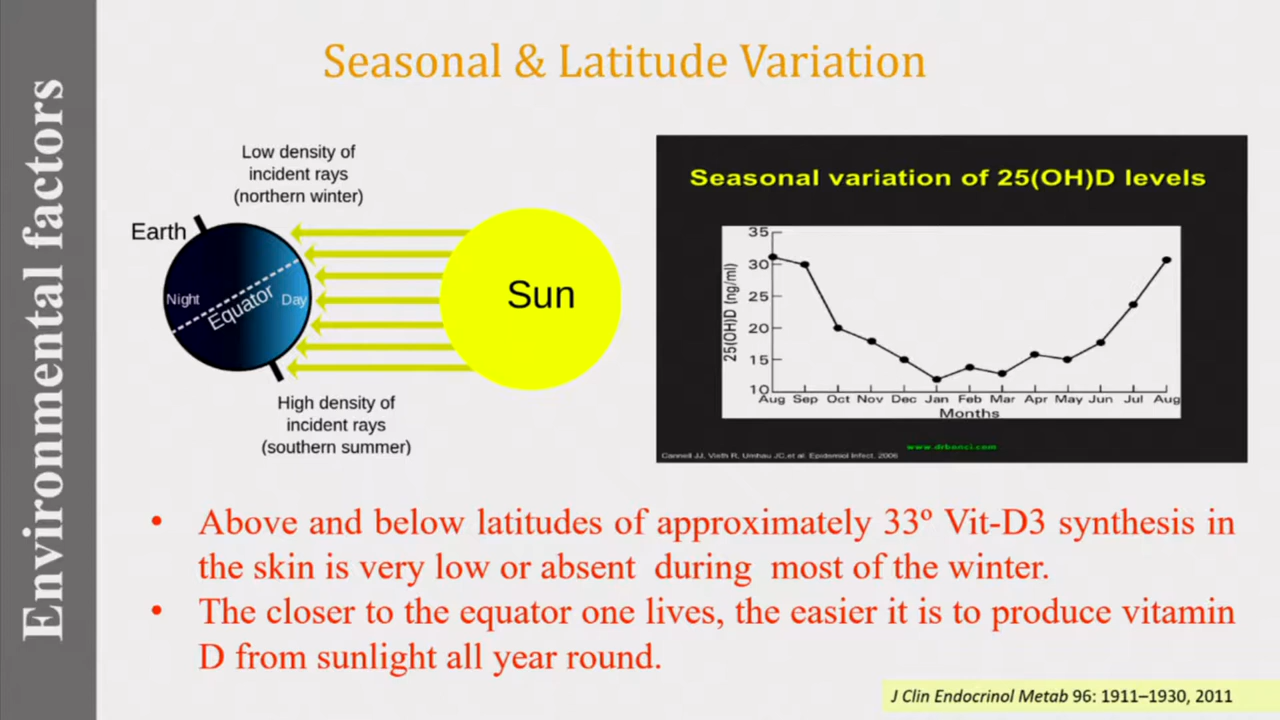 Environmental factors
Seasonal & Latitude Variation
Low density of
incident rays
(northern winter)
Earth
Night
Equator
Day
Sun
High density of
incident rays
(southern summer)
Seasonal variation of 25(OH)D levels
25(OH)D (ng/ml)
35
30
25
20
15
10
Aug Sep Oct Nov Dec Jan Feb Mar Apr May Jun Jul Aug
Months
www.drbonci.com
Cannell JJ, Vieth R, Umhau JC,et al. Epidemiol Infect. 2006
• Above and below latitudes of approximately 33º Vit-D3 synthesis in
the skin is very low or absent during most of the winter.
• The closer to the equator one lives, the easier it is to produce vitamin
D from sunlight all year round.
J Clin Endocrinol Metab 96: 1911–1930, 2011